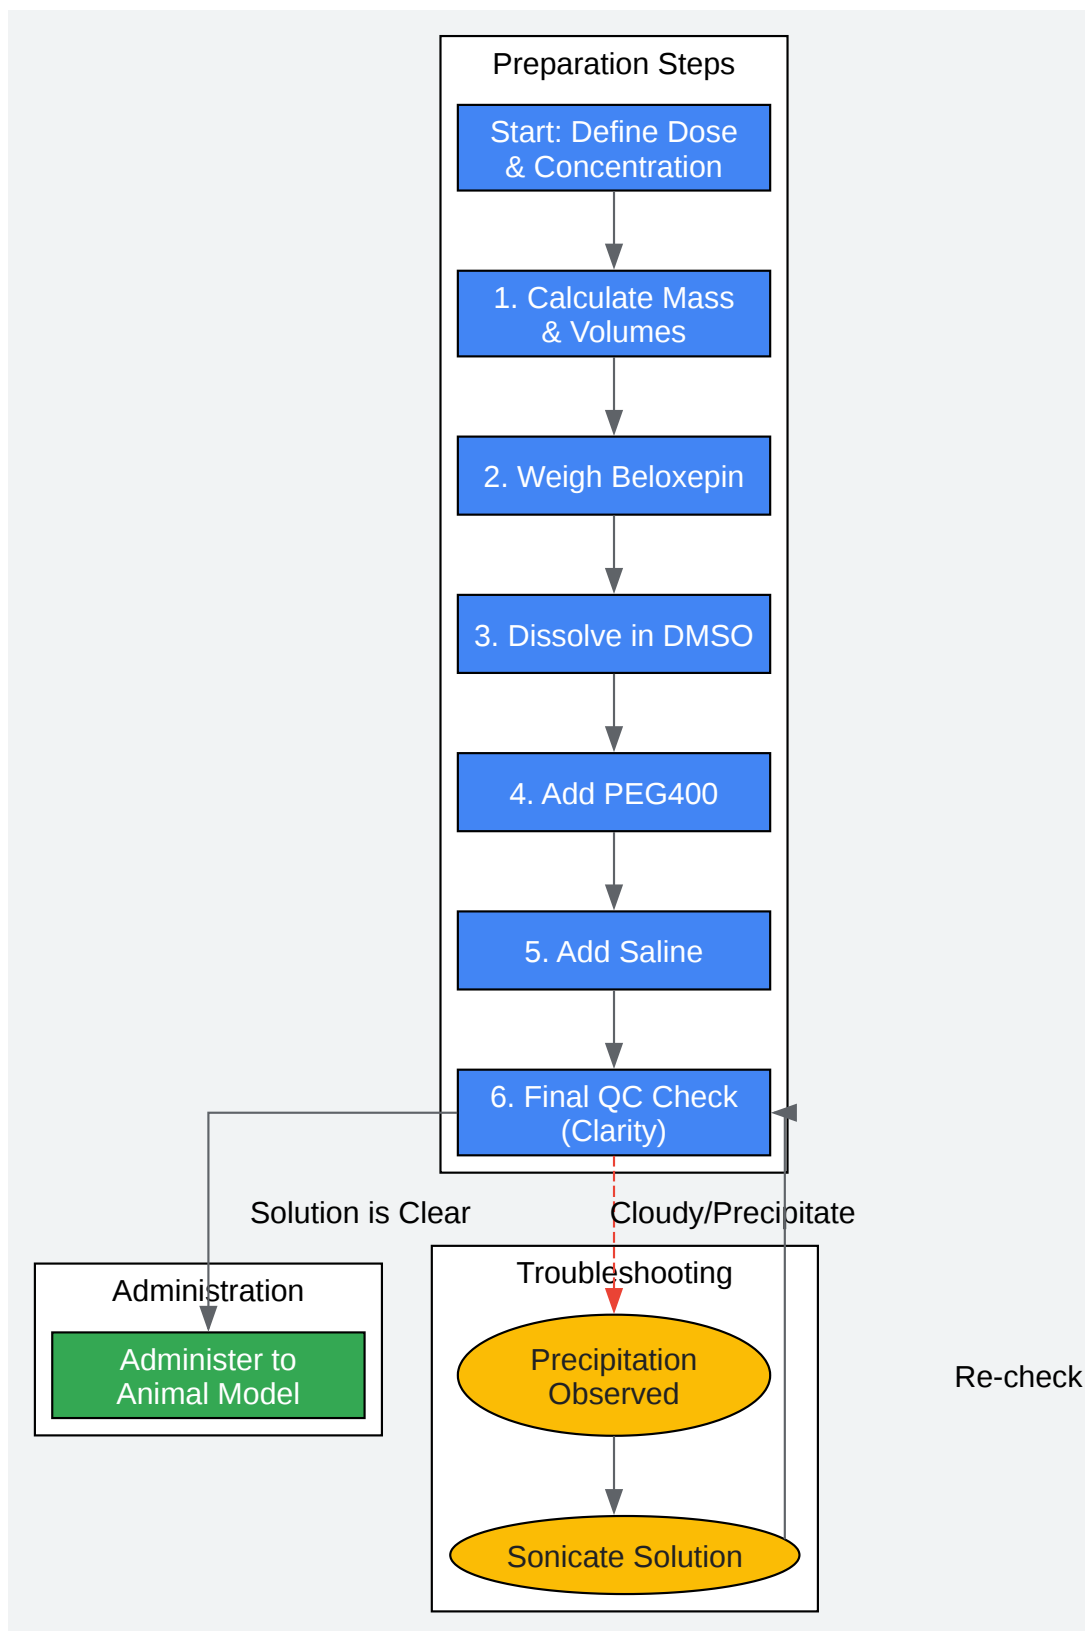 Preparation Steps
Start: Define Dose
& Concentration
1. Calculate Mass
& Volumes
2. Weigh Beloxepin
3. Dissolve in DMSO
4. Add PEG400
5. Add Saline
6. Final QC Check
(Clarity)
Solution is Clear
Cloudy/Precipitate
Administration
Administer to
Animal Model
Troubleshooting
Precipitation
Observed
Re-check
Sonicate Solution